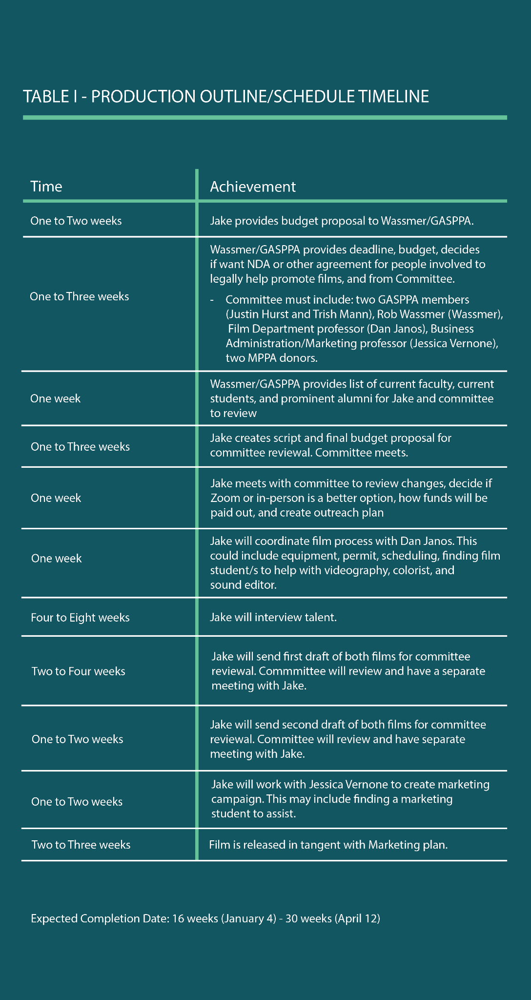 TABLE I - PRODUCTION OUTLINE/SCHEDULE TIMELINE
Time
Achievement
One to Two weeks
Jake provides budget proposal to Wassmer/GASPPA.
One to Three weeks
Wassmer/GASPPA provides deadline, budget, decides
if want NDA or other agreement for people involved to
legally help promote films, and from Committee.
- Committee must include: two GASPPA members
(Justin Hurst and Trish Mann), Rob Wassmer (Wassmer),
Film Department professor (Dan Janos), Business
Administration/Marketing professor (Jessica Vernone),
two MPPA donors.
One week
Wassmer/GASPPA provides list of current faculty, current
students, and prominent alumni for Jake and committee
to review
One to Three weeks
Jake creates script and final budget proposal for
committee reviewal. Committee meets.
One week
Jake meets with committee to review changes, decide if
Zoom or in-person is a better option, how funds will be
paid out, and create outreach plan
One week
Jake will coordinate film process with Dan Janos. This
could include equipment, permit, scheduling, finding film
student/s to help with videography, colorist, and
sound editor.
Four to Eight weeks
Jake will interview talent.
Two to Four weeks
Jake will send first draft of both films for committee
reviewal. Commmittee will review and have a separate
meeting with Jake.
One to Two weeks
Jake will send second draft of both films for committee
reviewal. Committee will review and have separate
meeting with Jake.
One to Two weeks
Jake will work with Jessica Vernone to create marketing
campaign. This may include finding a marketing
student to assist.
Two to Three weeks
Film is released in tangent with Marketing plan.
Expected Completion Date: 16 weeks (January 4) - 30 weeks (April 12)